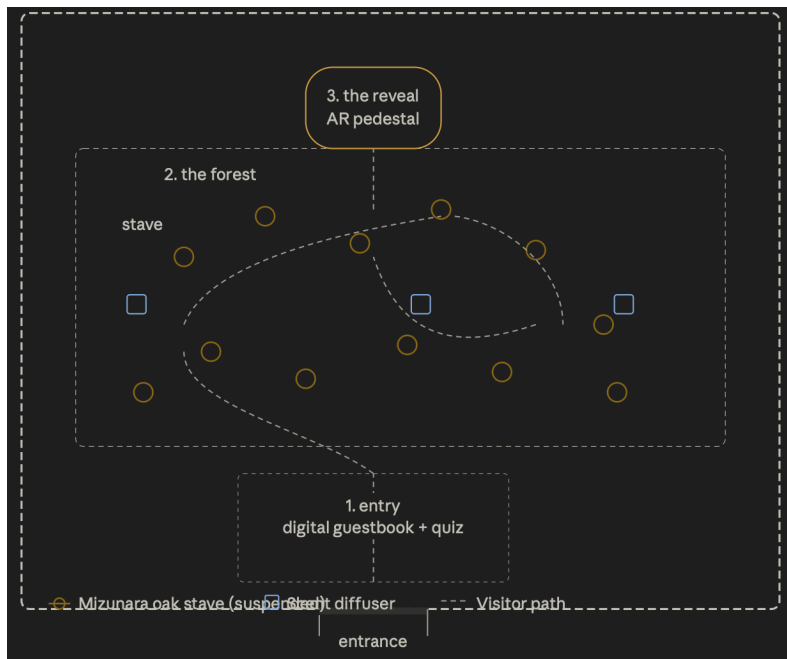 3. the reveal
AR pedestal
2. the forest
stave
1. entry
digital guestbook + quiz
Mizunara oak stave (suspended)
Scent diffuser
Visitor path
entrance